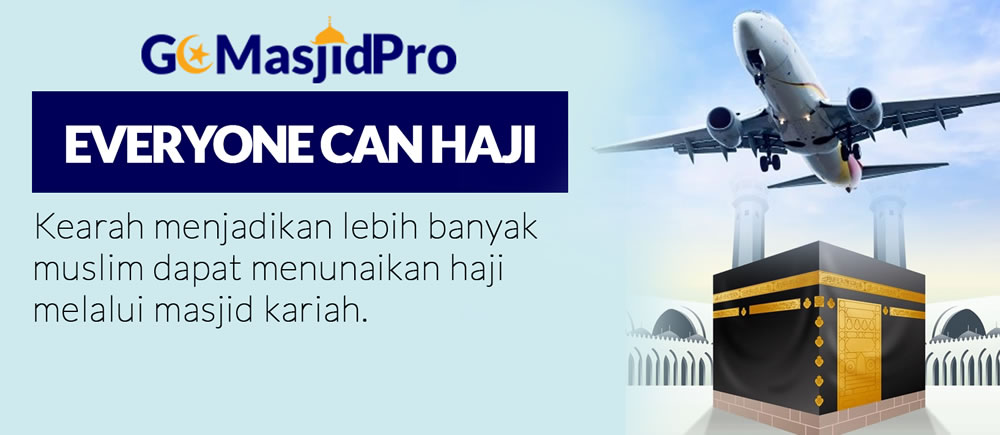 GoMasjidPro
EVERYONE CAN HAJI
Kearah menjadikan lebih banyak
muslim dapat menunaikan haji
melalui masjid kariah.